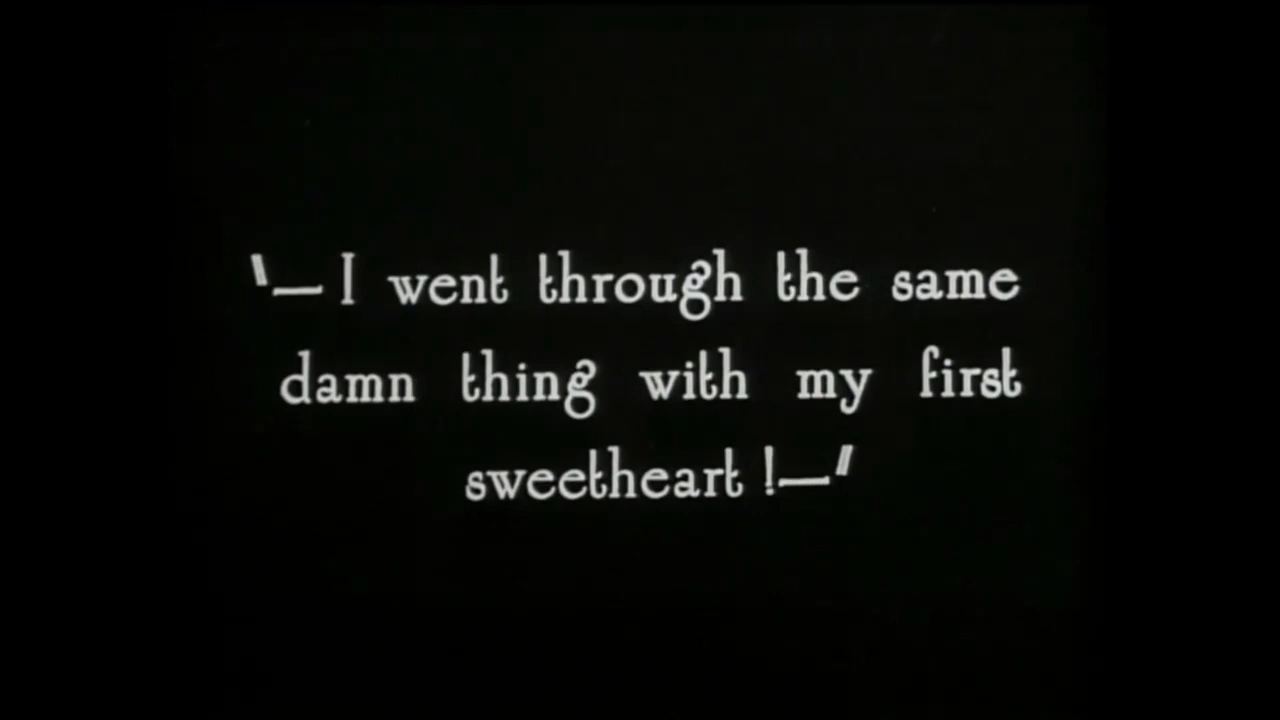 "— I went through the same
damn thing with my first
sweetheart !—"